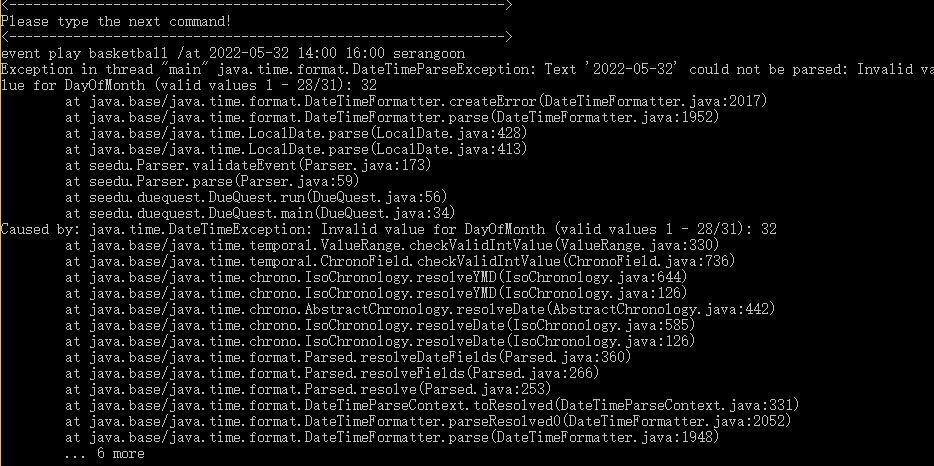 <------------------------------------------------------------->
Please type the next command!
<------------------------------------------------------------->
event play basketball /at 2022-05-32 14:00 16:00 serangoon
Exception in thread "main" java.time.format.DateTimeParseException: Text '2022-05-32' could not be parsed: Invalid va
lue for DayOfMonth (valid values 1 - 28/31): 32
        at java.base/java.time.format.DateTimeFormatter.createError(DateTimeFormatter.java:2017)
        at java.base/java.time.format.DateTimeFormatter.parse(DateTimeFormatter.java:1952)
        at java.base/java.time.LocalDate.parse(LocalDate.java:428)
        at java.base/java.time.LocalDate.parse(LocalDate.java:413)
        at seedu.Parser.validateEvent(Parser.java:173)
        at seedu.Parser.parse(Parser.java:59)
        at seedu.duequest.DueQuest.run(DueQuest.java:56)
        at seedu.duequest.DueQuest.main(DueQuest.java:34)
Caused by: java.time.DateTimeException: Invalid value for DayOfMonth (valid values 1 - 28/31): 32
        at java.base/java.time.temporal.ValueRange.checkValidIntValue(ValueRange.java:330)
        at java.base/java.time.temporal.ChronoField.checkValidIntValue(ChronoField.java:736)
        at java.base/java.time.chrono.IsoChronology.resolveYMD(IsoChronology.java:644)
        at java.base/java.time.chrono.IsoChronology.resolveYMD(IsoChronology.java:126)
        at java.base/java.time.chrono.AbstractChronology.resolveDate(AbstractChronology.java:442)
        at java.base/java.time.chrono.IsoChronology.resolveDate(IsoChronology.java:585)
        at java.base/java.time.chrono.IsoChronology.resolveDate(IsoChronology.java:126)
        at java.base/java.time.format.Parsed.resolveDateFields(Parsed.java:360)
        at java.base/java.time.format.Parsed.resolveFields(Parsed.java:266)
        at java.base/java.time.format.Parsed.resolve(Parsed.java:253)
        at java.base/java.time.format.DateTimeParseContext.toResolved(DateTimeParseContext.java:331)
        at java.base/java.time.format.DateTimeFormatter.parseResolved0(DateTimeFormatter.java:2052)
        at java.base/java.time.format.DateTimeFormatter.parse(DateTimeFormatter.java:1948)
        ... 6 more